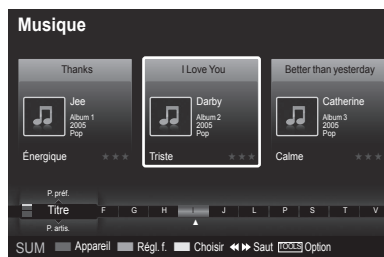 Musique
Thanks
Jee
Album 1
2005
Pop
Énergique
I Love You
Darby
Album 2
2005
Pop
Triste
Better than yesterday
Catherine
Album 3
2005
Pop
Calme
P. préf.
Titre F G H I J L P S T V
P. artis.
SUM Appareil Régl. f. Choisir Saut TOOLS Option